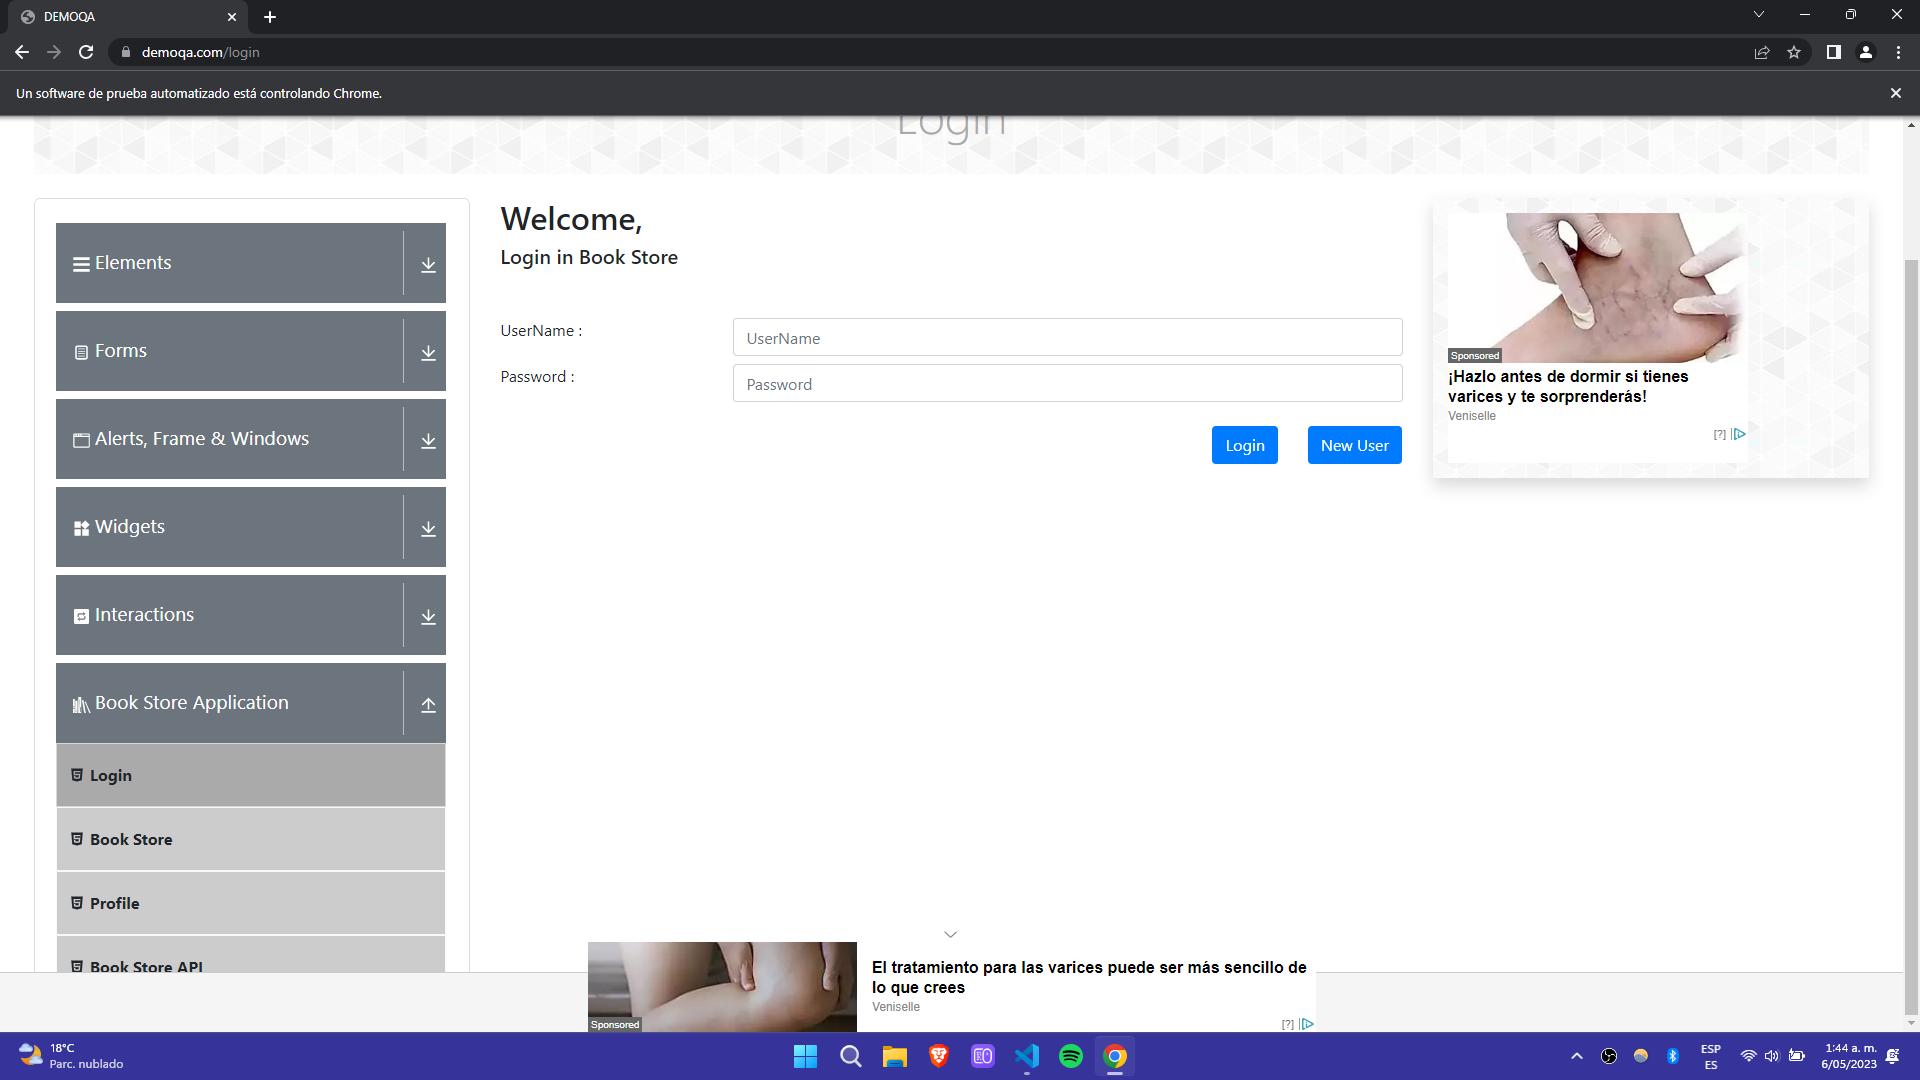 DEMOQA
demoqa.com/login
Un software de prueba automatizado está controlando Chrome.
Login
Welcome,
Login in Book Store
UserName :
UserName
Password :
Password
Login
New User
Elements
Forms
Alerts, Frame & Windows
Widgets
Interactions
Book Store Application
Login
Book Store
Profile
Book Store API
Sponsored
¡Hazlo antes de dormir si tienes
varices y te sorprenderás!
Veniselle
[?]
El tratamiento para las varices puede ser más sencillo de
lo que crees
Veniselle
Sponsored
[?]
18°C
Parc. nublado
ESP
ES
1:44 a. m.
6/05/2023